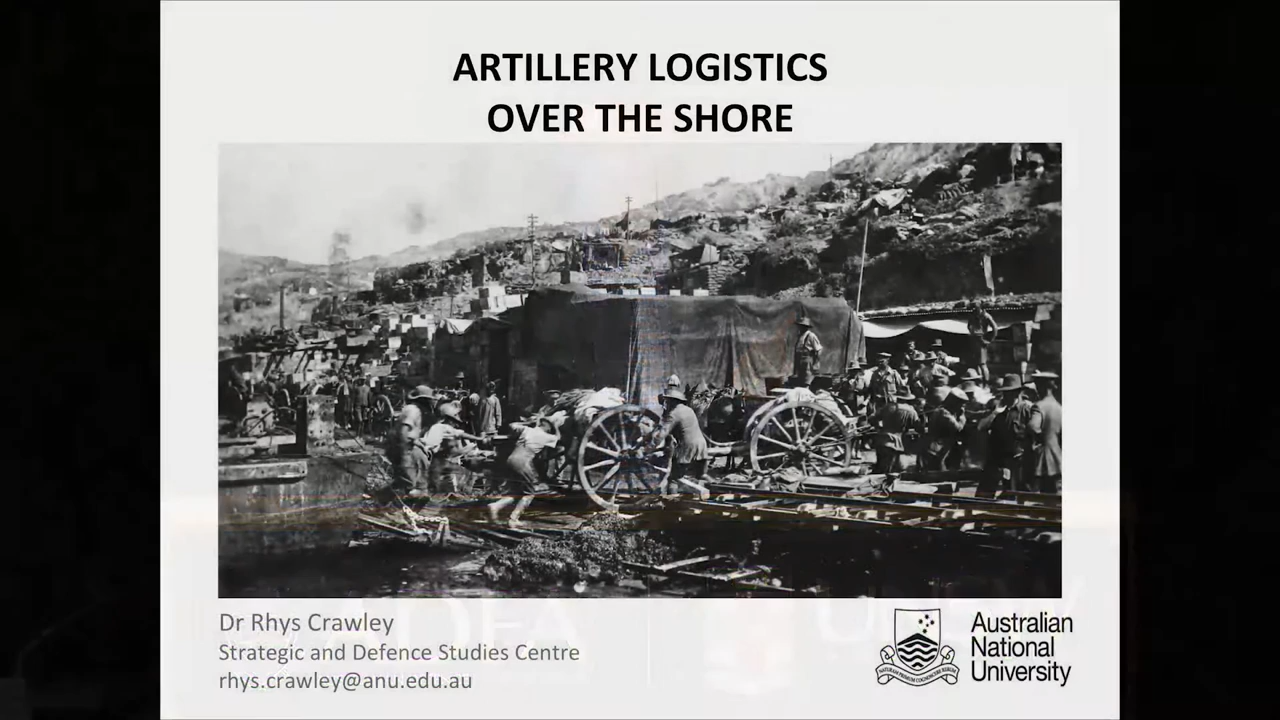 ARTILLERY LOGISTICS
OVER THE SHORE
Dr Rhys Crawley
Strategic and Defence Studies Centre
rhys.crawley@anu.edu.au
Australian
National
University